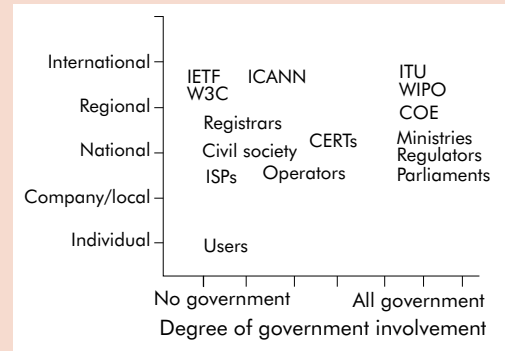 International
Regional
National
Company/local
Individual
IETF
W3C
ICANN
ITU
WIPO
COE
Registrars
CERTs
Civil society
Ministries
Regulators
ISPs
Operators
Parliaments
Users
No government
All government
Degree of government involvement